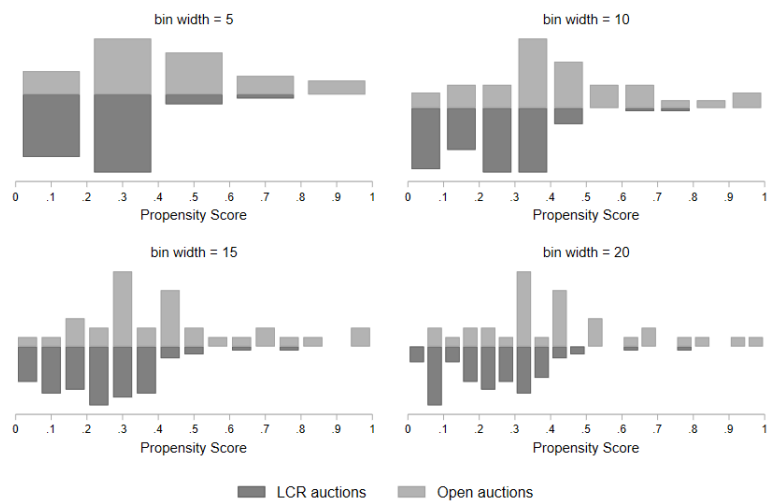 bin width = 5
0 .1 .2 .3 .4 .5 .6 .7 .8 .9 1
Propensity Score
bin width = 10
0 .1 .2 .3 .4 .5 .6 .7 .8 .9 1
Propensity Score
bin width = 15
0 .1 .2 .3 .4 .5 .6 .7 .8 .9 1
Propensity Score
bin width = 20
0 .1 .2 .3 .4 .5 .6 .7 .8 .9 1
Propensity Score
LCR auctions Open auctions